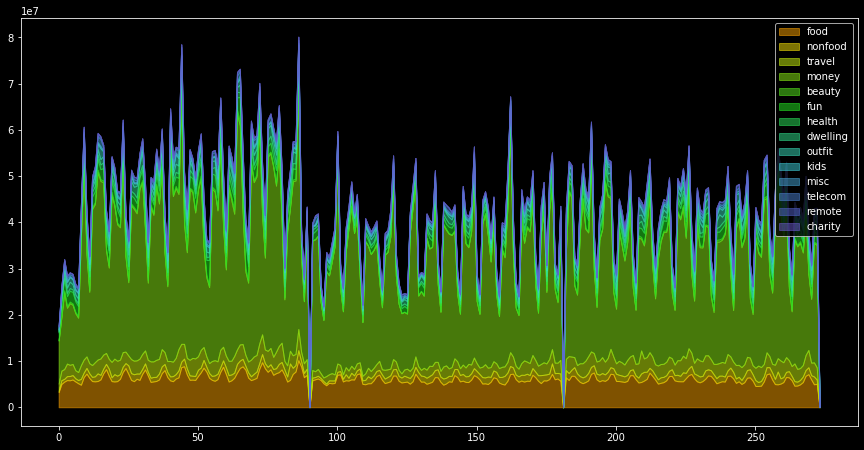 1e7
8
7
6
5
4
3
2
1
0
0
50
100
150
200
250
food
nonfood
travel
money
beauty
fun
health
dwelling
outfit
kids
misc
telecom
remote
charity